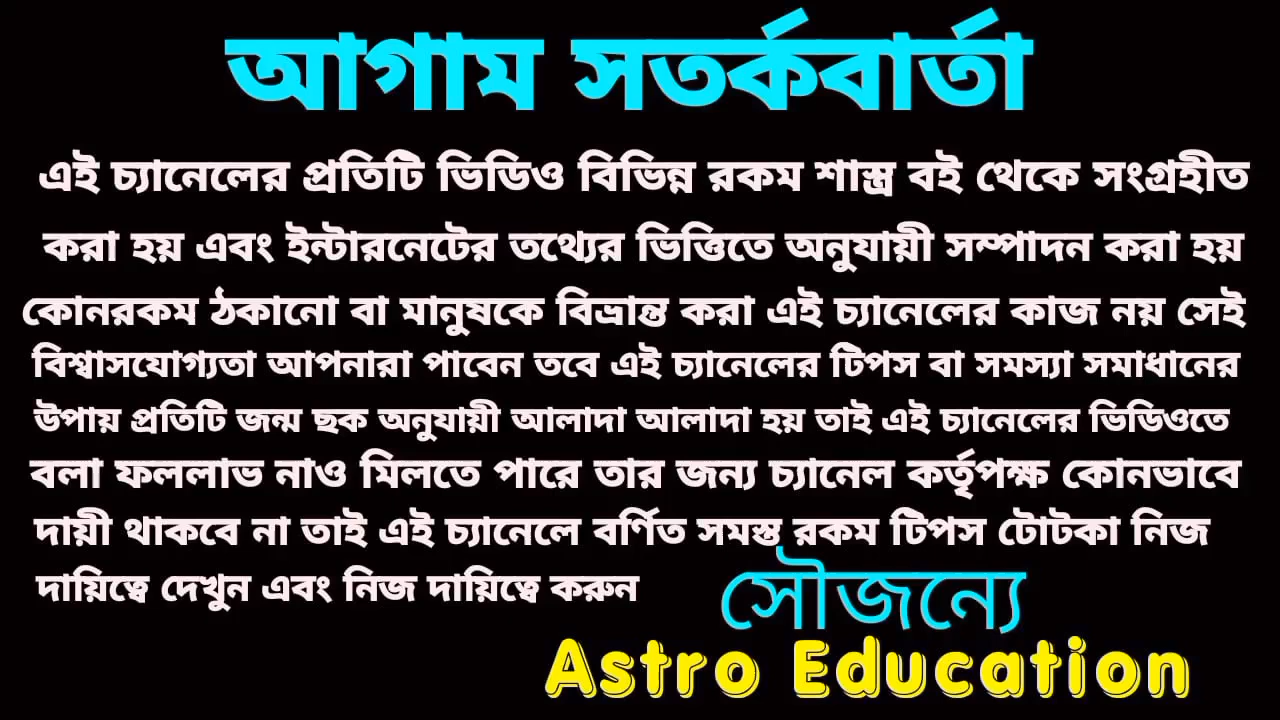 আগাম সতর্কবার্তা
এই চ্যানেলের প্রতিটি ভিডিও বিভিন্ন রকম শাস্ত্র বই থেকে সংগ্রহীত
করা হয় এবং ইন্টারনেটের তথ্যের ভিত্তিতে অনুযায়ী সম্পাদন করা হয়
কোনরকম ঠকানো বা মানুষকে বিভ্রান্ত করা এই চ্যানেলের কাজ নয় সেই
বিশ্বাসযোগ্যতা আপনারা পাবেন তবে এই চ্যানেলের টিপস বা সমস্যা সমাধানের
উপায় প্রতিটি জন্ম ছক অনুযায়ী আলাদা আলাদা হয় তাই এই চ্যানেলের ভিডিওতে
বলা ফললাভ নাও মিলতে পারে তার জন্য চ্যানেল কর্তৃপক্ষ কোনভাবে
দায়ী থাকবে না তাই এই চ্যানেলে বর্ণিত সমস্ত রকম টিপস টোটকা নিজ
দায়িত্বে দেখুন এবং নিজ দায়িত্বে করুন
সৌজন্যে
Astro Education